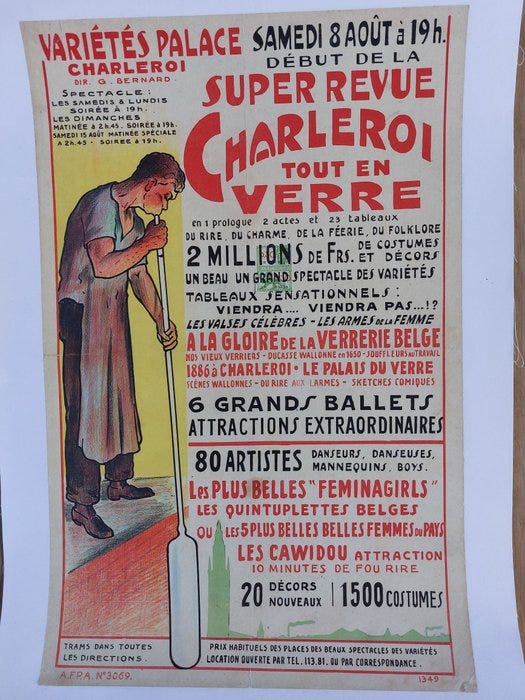 VARIÉTÉS PALACE
CHARLEROI
DIR. G. BERNARD.
SPECTACLE :
LES SAMEDIS & LUNDIS
SOIRÉE À 19h.
LES DIMANCHES
MATINÉE à 2h.45. SOIRÉE à 19h.
SAMEDI 15 AOUT MATINÉE SPÉCIALE
A 2h.45 - SOIREE à 19h.
SAMEDI 8 AOÛT à 19h.
DÉBUT DE LA
SUPER REVUE
CHARLEROI
TOUT EN
VERRE
en 1 prologue 2 actes et 23 tableaux
DU RIRE, DU CHARME, DE LA FÉERIE, DU FOLKLORE
2 MILLIONS DE FRS. DE COSTUMES ET DÉCORS
UN BEAU UN GRAND SPECTACLE DES VARIÉTÉS
TABLEAUX SENSATIONNELS :
VIENDRA.... VIENDRA PAS...!?
LES VALSES CÉLÈBRES - LES ARMES DE LA FEMME
A LA GLOIRE DE LA VERRERIE BELGE
NOS VIEUX VERRIERS - DUCASSE WALLONNE EN 1650 - SOUFFLEURS AU TRAVAIL
1886 à CHARLEROI • LE PALAIS DU VERRE
SCÈNES WALLONNES - DU RIRE AUX LARMES - SKETCHES COMIQUES
6 GRANDS BALLETS
ATTRACTIONS EXTRAORDINAIRES
80 ARTISTES DANSEURS, DANSEUSES, MANNEQUINS, BOYS.
LES PLUS BELLES "FEMINAGIRLS"
LES QUINTUPLETTES BELGES
OU LES 5 PLUS BELLES BELLES FEMMES DU PAYS
LES CAWIDOU ATTRACTION
10 MINUTES DE FOU RIRE
20 DÉCORS NOUVEAUX | 1500 COSTUMES
TRAMS DANS TOUTES
LES DIRECTIONS.
PRIX HABITUELS DES PLACES DES BEAUX SPECTACLES DES VARIÉTÉS
LOCATION OUVERTE PAR TEL. 113.81. OU PAR CORRESPONDANCE.
A.F.P.A. N° 3069.
1349